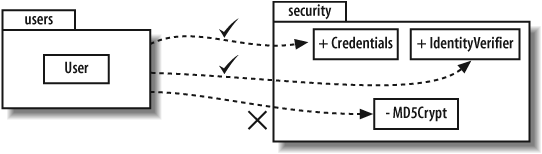 users
security
User
+ Credentials
+ IdentityVerifier
- MD5Crypt